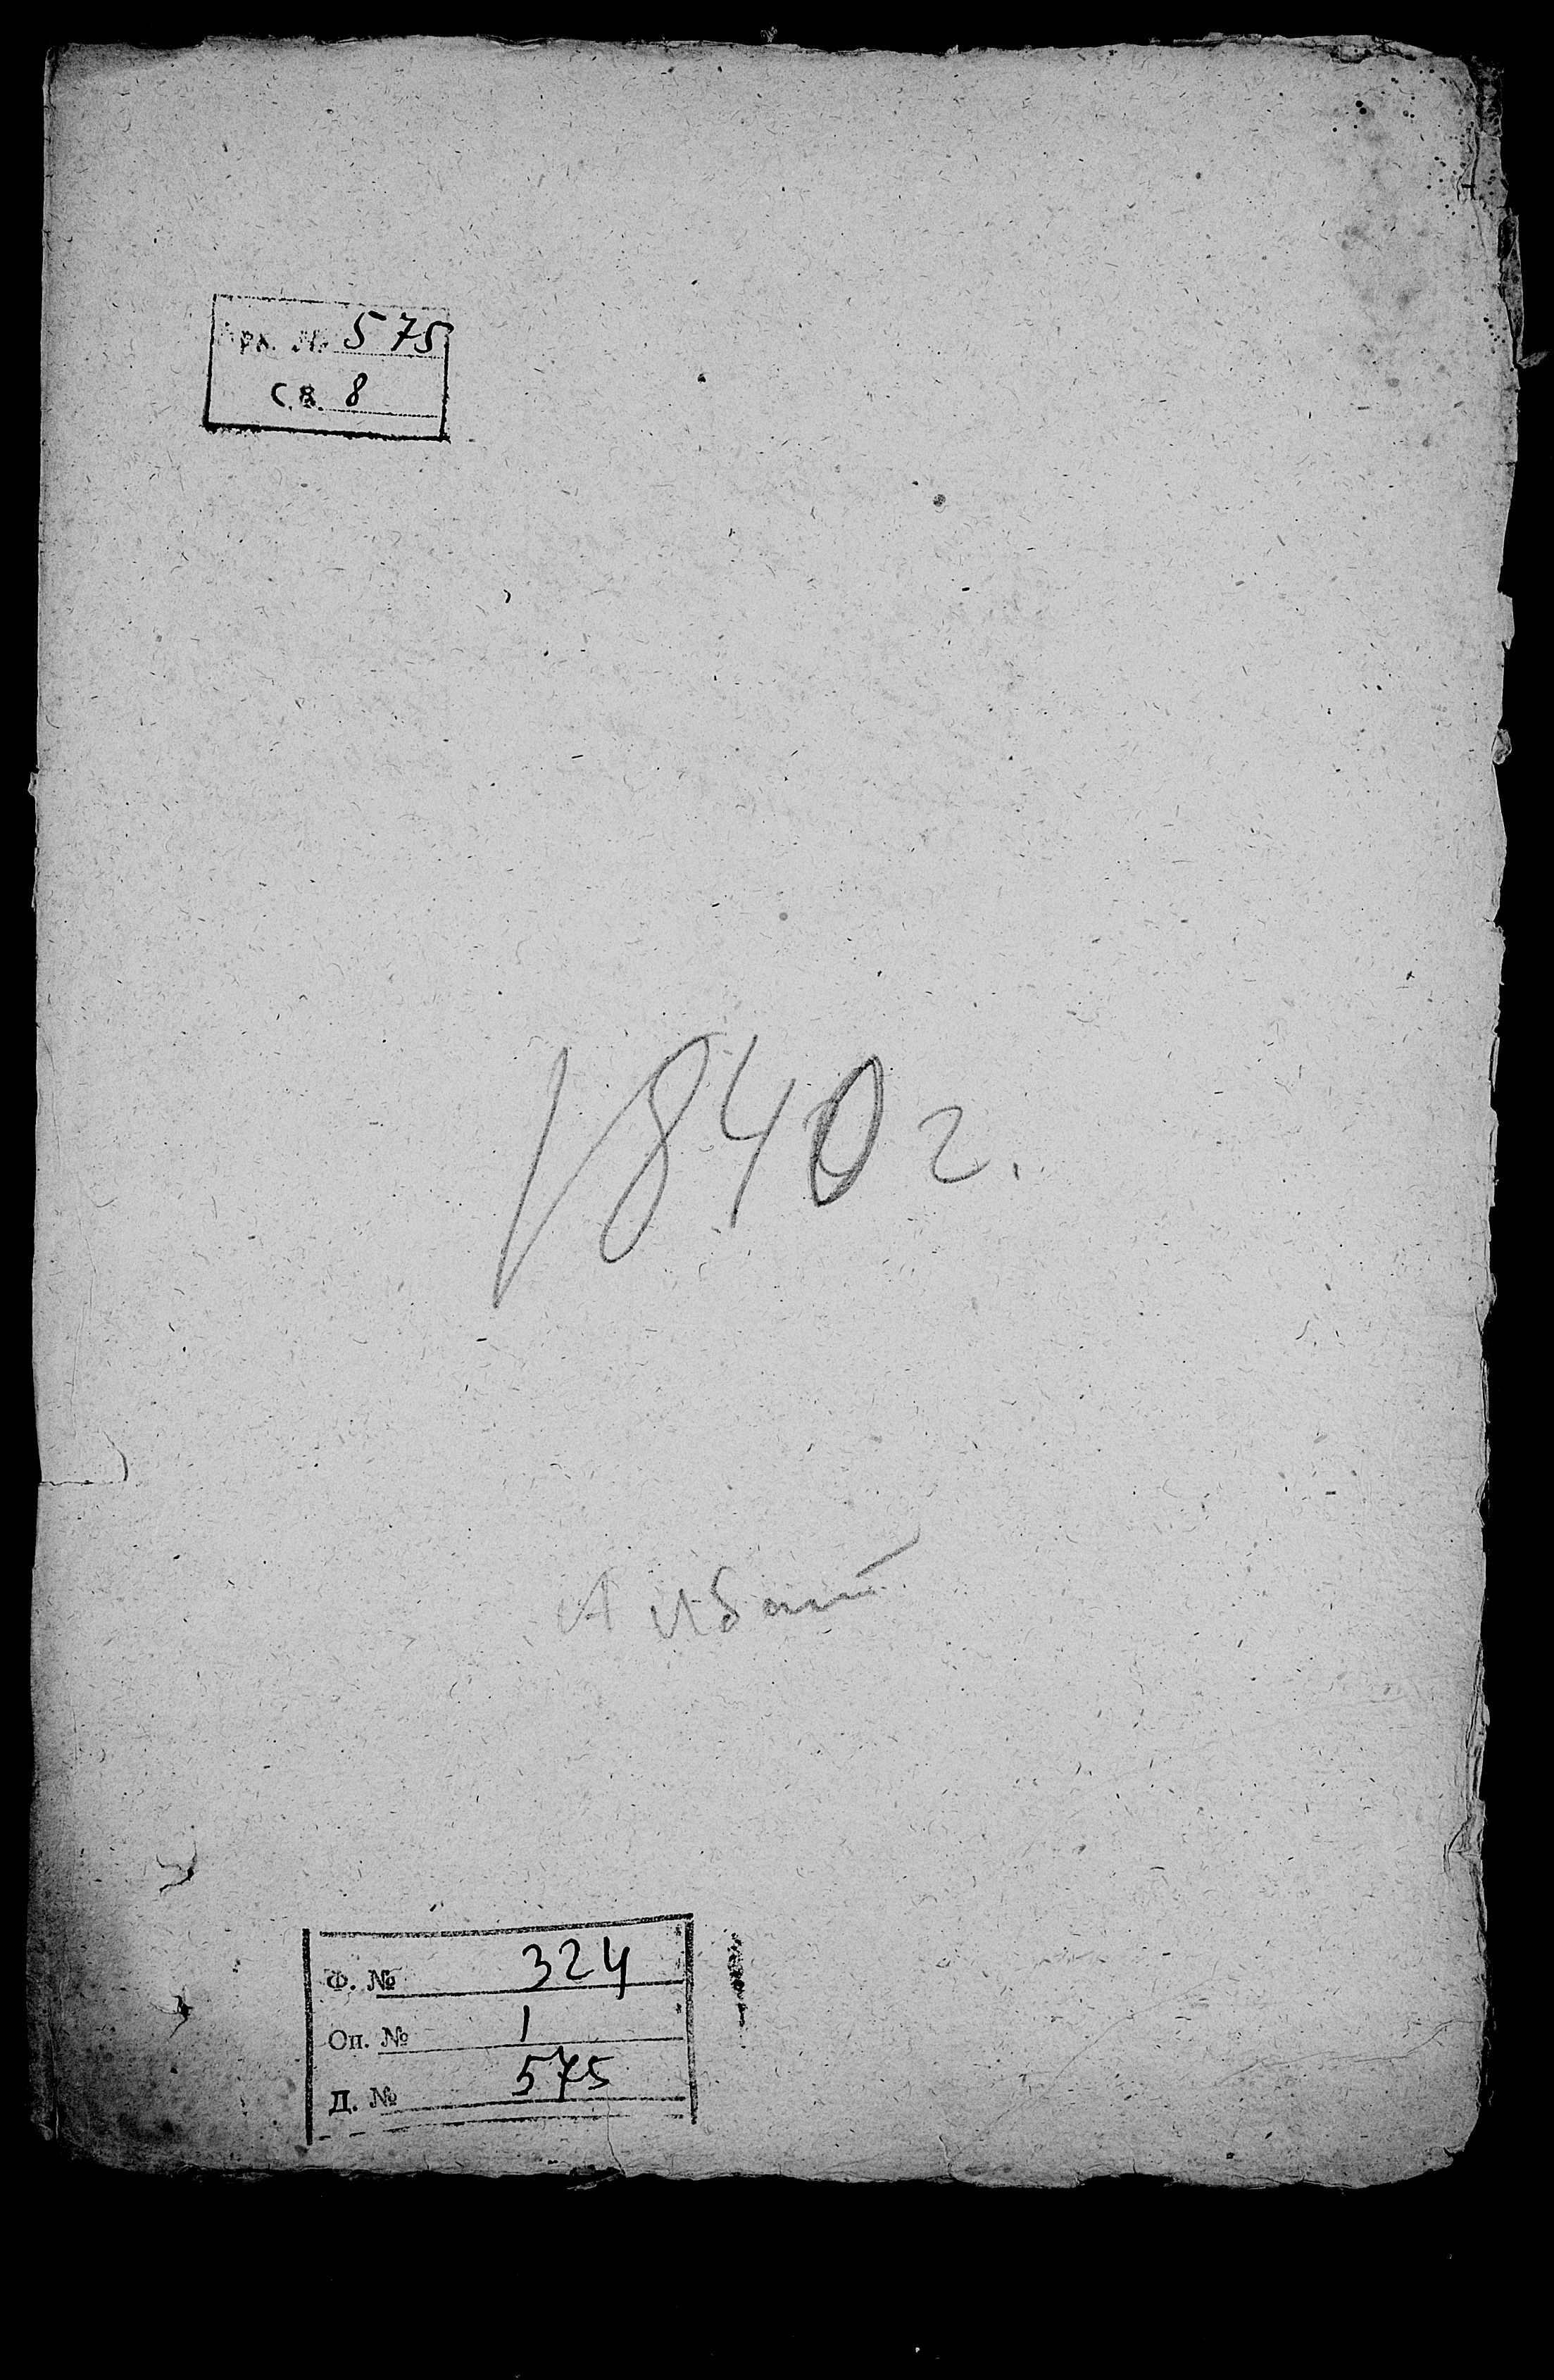 Арх. № 575
св. 8
1840 г.
Ф. № 324
Оп. № 1
Д. № 575